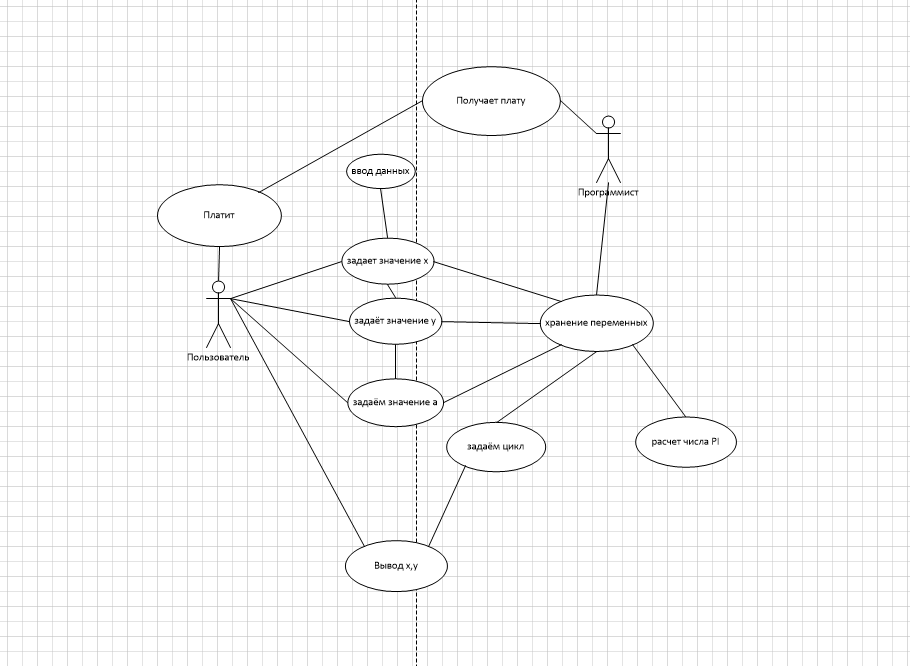 Получает плату
ввод данных
Программист
Платит
задает значение x
задаёт значение y
хранение переменных
Пользователь
задаём значение a
задаём цикл
расчет числа PI
Вывод x,y